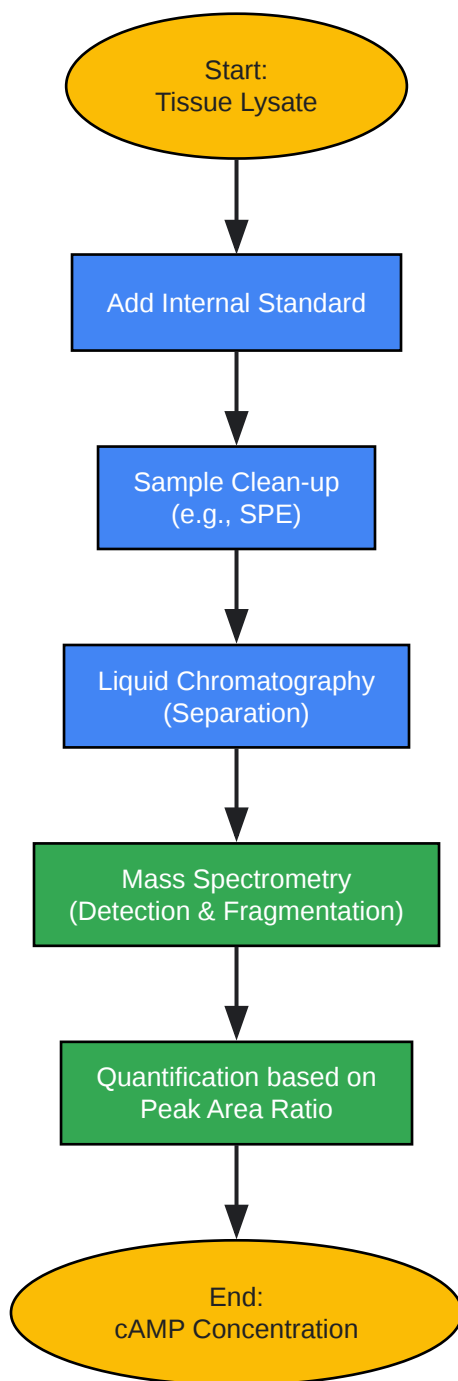 Start:
Tissue Lysate
Add Internal Standard
Sample Clean-up
(e.g., SPE)
Liquid Chromatography
(Separation)
Mass Spectrometry
(Detection & Fragmentation)
Quantification based on
Peak Area Ratio
End:
cAMP Concentration